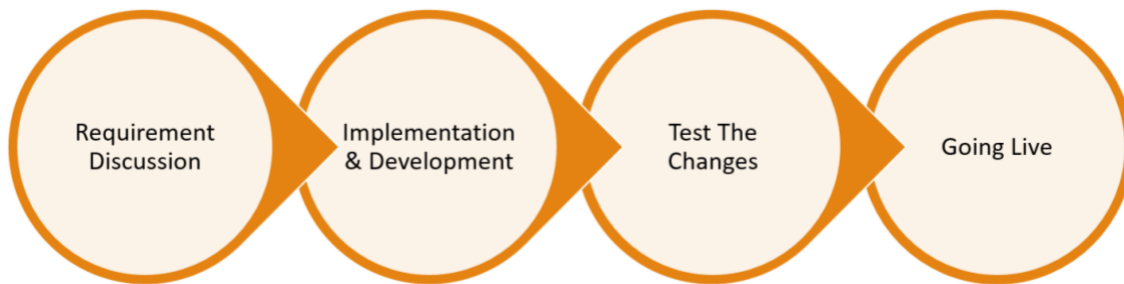 Requirement
Discussion
Implementation
& Development
Test The
Changes
Going Live